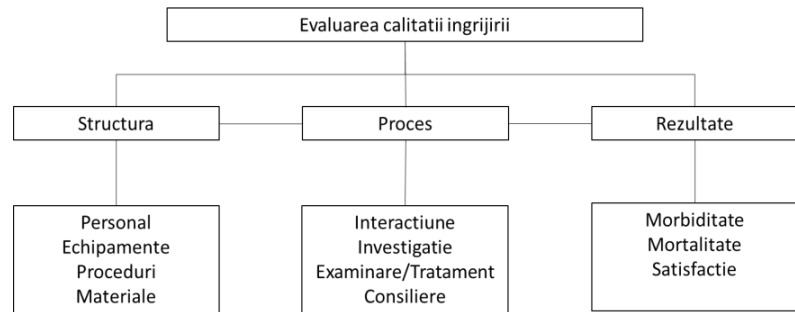 Evaluarea calitatii ingrijirii
Structura
Proces
Rezultate
Personal
Echipamente
Proceduri
Materiale
Interactiune
Investigatie
Examinare/Tratament
Consiliere
Morbiditate
Mortalitate
Satisfactie